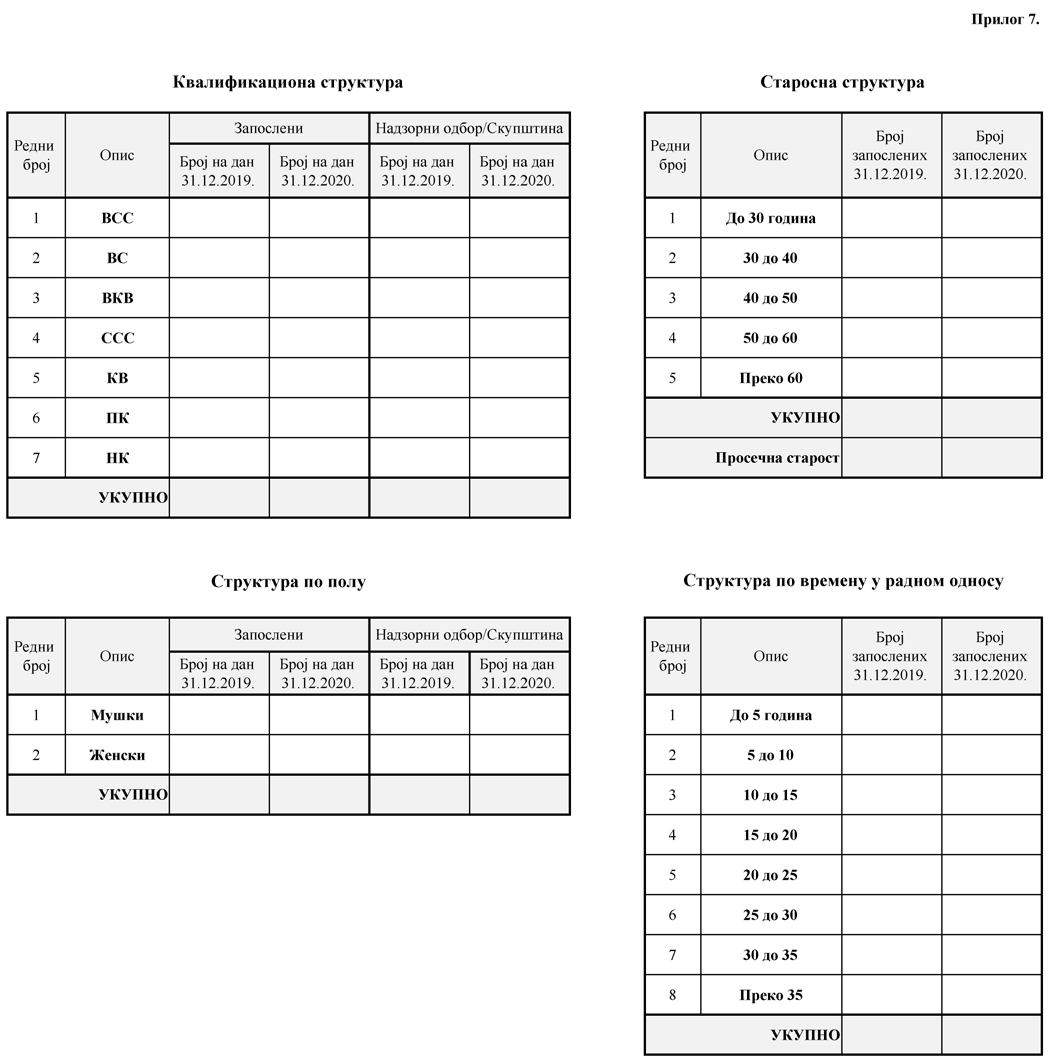 Прилог 7.
Квалификациона структура
Редни број Опис Запослени Надзорни одбор/Скупштина
Број на дан 31.12.2019. Број на дан 31.12.2020. Број на дан 31.12.2019. Број на дан 31.12.2020.
1 ВСС
2 ВС
3 ВКВ
4 ССС
5 КВ
6 ПК
7 НК
УКУПНО
Старосна структура
Редни број Опис Број запослених 31.12.2019. Број запослених 31.12.2020.
1 До 30 година
2 30 до 40
3 40 до 50
4 50 до 60
5 Преко 60
УКУПНО
Просечна старост
Структура по полу
Редни број Опис Запослени Надзорни одбор/Скупштина
Број на дан 31.12.2019. Број на дан 31.12.2020. Број на дан 31.12.2019. Број на дан 31.12.2020.
1 Мушки
2 Женски
УКУПНО
Структура по времену у радном односу
Редни број Опис Број запослених 31.12.2019. Број запослених 31.12.2020.
1 До 5 година
2 5 до 10
3 10 до 15
4 15 до 20
5 20 до 25
6 25 до 30
7 30 до 35
8 Преко 35
УКУПНО